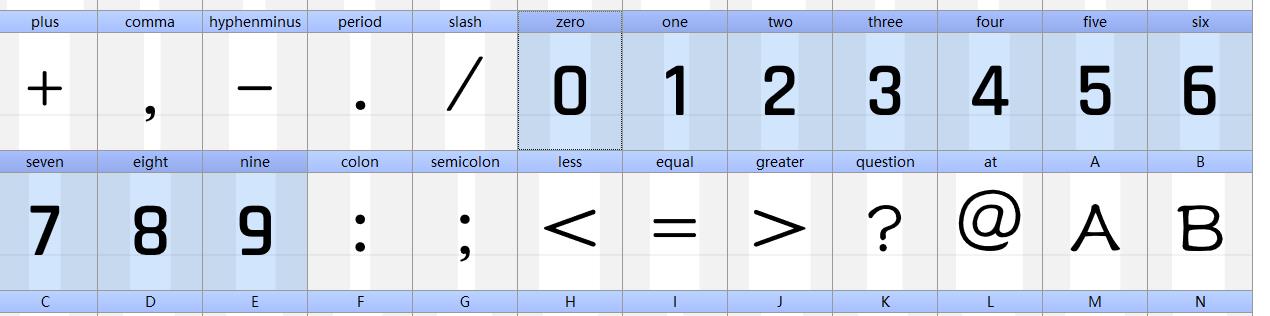 plus comma hyphenminus period slash zero one two three four five six
+ , - . / 0 1 2 3 4 5 6
seven eight nine colon semicolon less equal greater question at A B
7 8 9 : ; < = > ? @ A B
C D E F G H I J K L M N